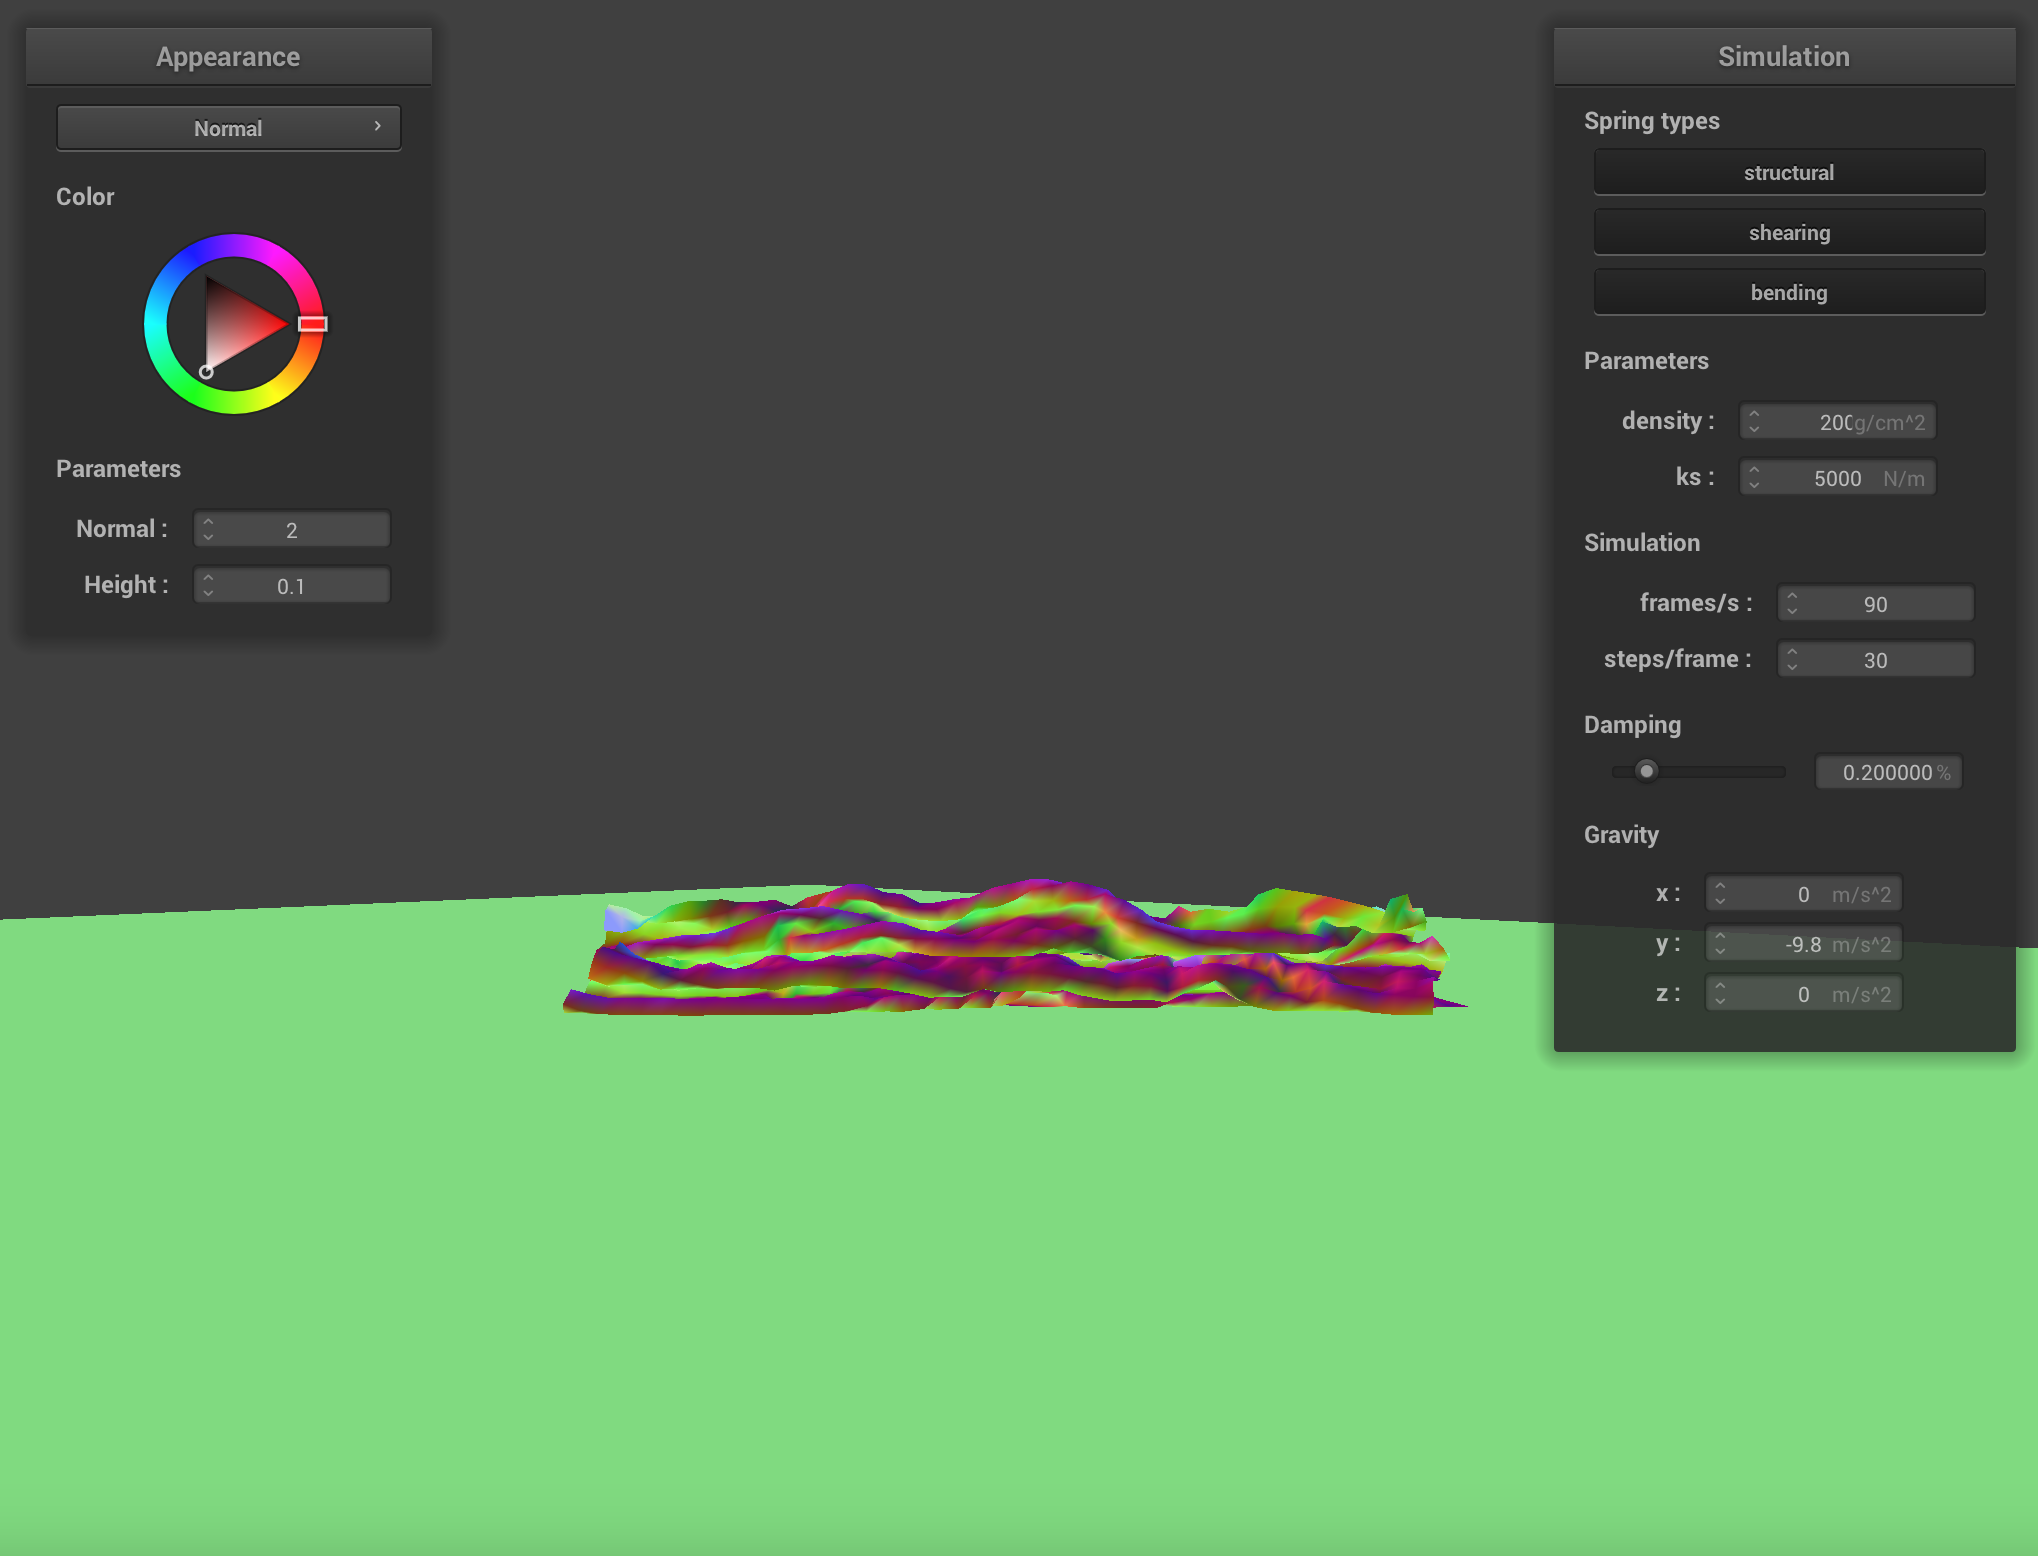 Appearance
Normal
Color
Parameters
Normal : 2
Height : 0.1
Simulation
Spring types
structural
shearing
bending
Parameters
density : 200 g/cm^2
ks : 5000 N/m
Simulation
frames/s : 90
steps/frame : 30
Damping
0.200000 %
Gravity
x : 0 m/s^2
y : -9.8 m/s^2
z : 0 m/s^2